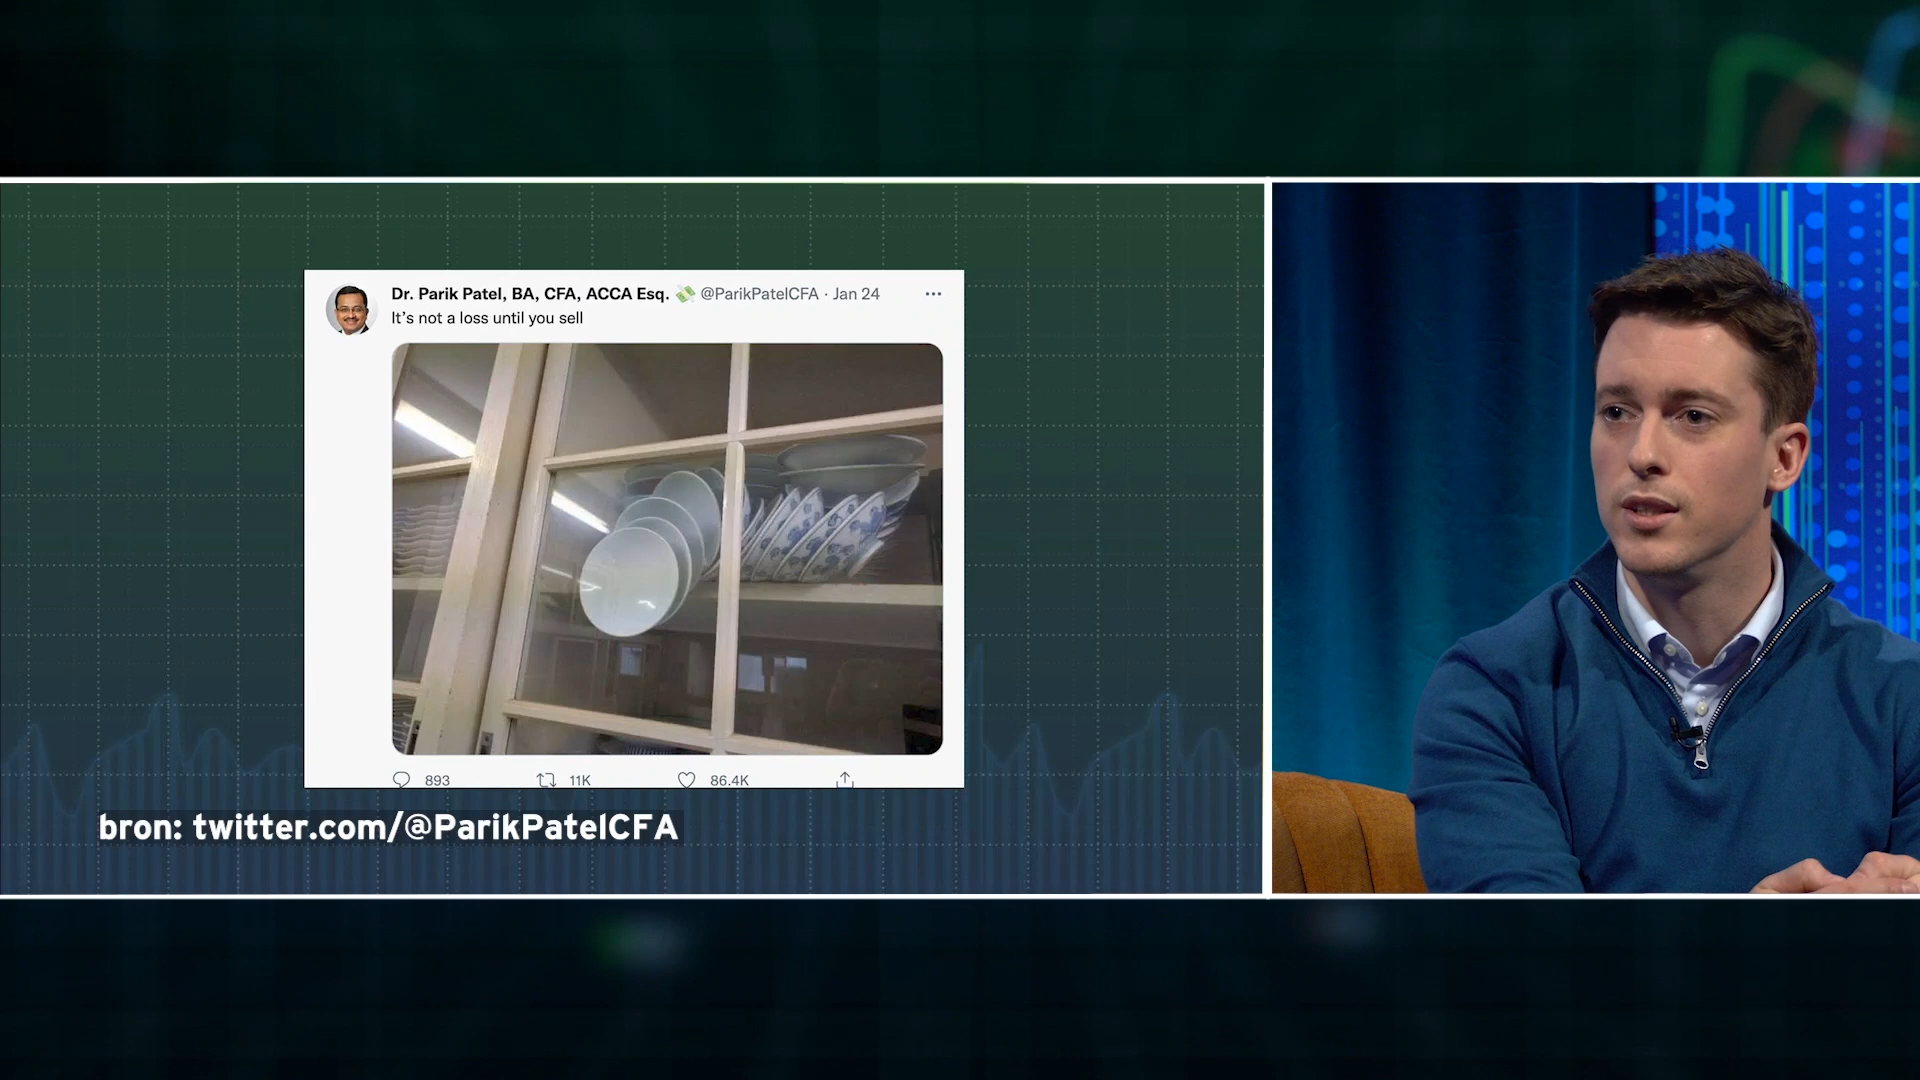 Dr. Parik Patel, BA, CFA, ACCA Esq. 💸 @ParikPatelCFA · Jan 24
It’s not a loss until you sell
893 11K 86.4K
bron: twitter.com/@ParikPatelCFA